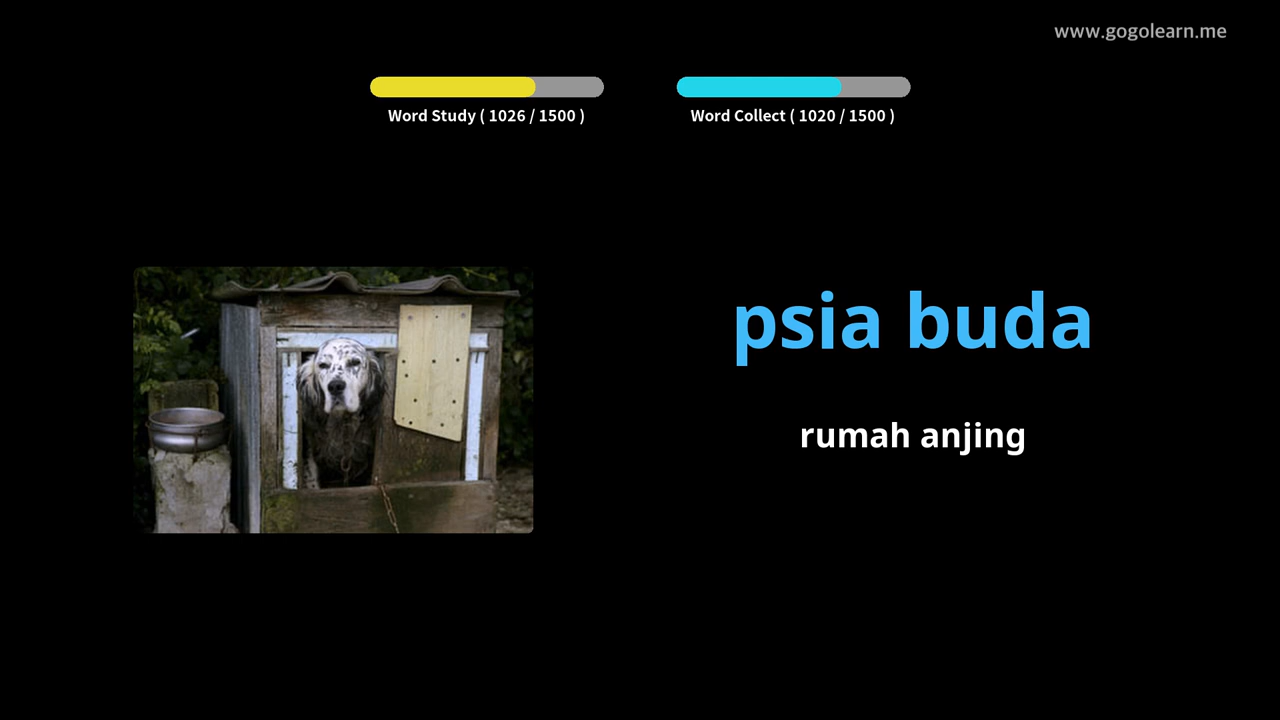 www.gogolearn.me
Word Study ( 1026 / 1500 )
Word Collect ( 1020 / 1500 )
psia buda
rumah anjing